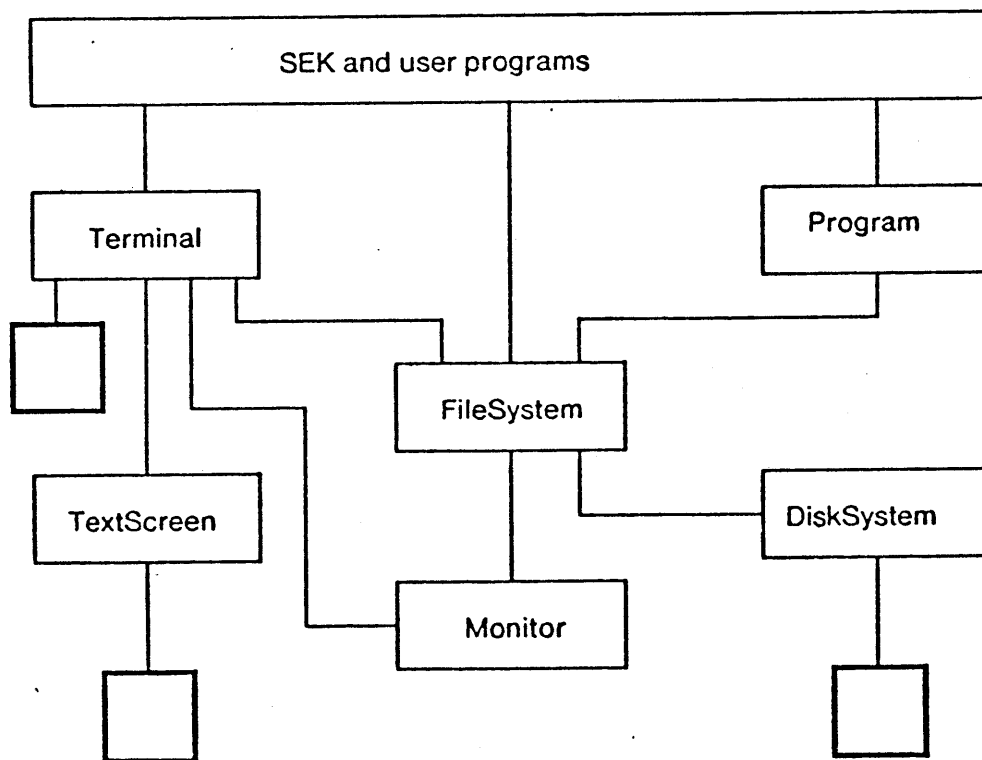 SEK and user programs
Terminal
Program
FileSystem
TextScreen
DiskSystem
Monitor